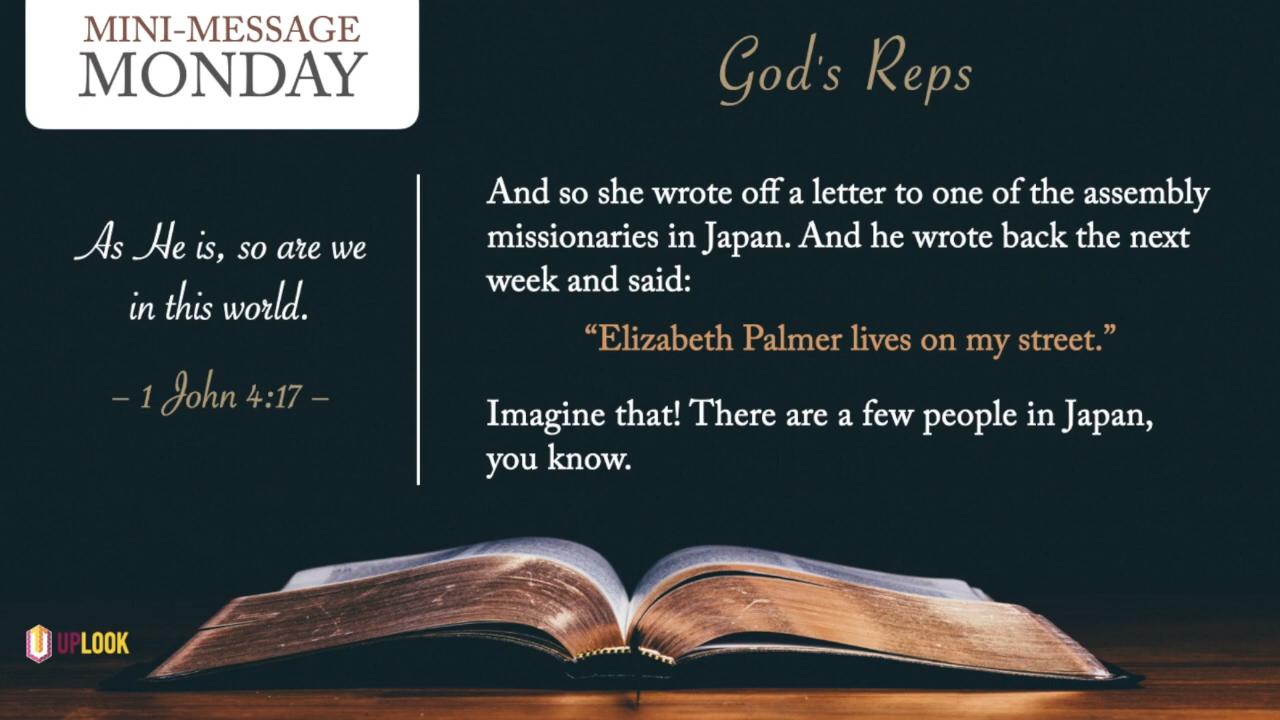 MINI-MESSAGE
MONDAY
God's Reps
As He is, so are we
in this world.
– 1 John 4:17 –
And so she wrote off a letter to one of the assembly
missionaries in Japan. And he wrote back the next
week and said:
“Elizabeth Palmer lives on my street.”
Imagine that! There are a few people in Japan,
you know.
UPLOOK